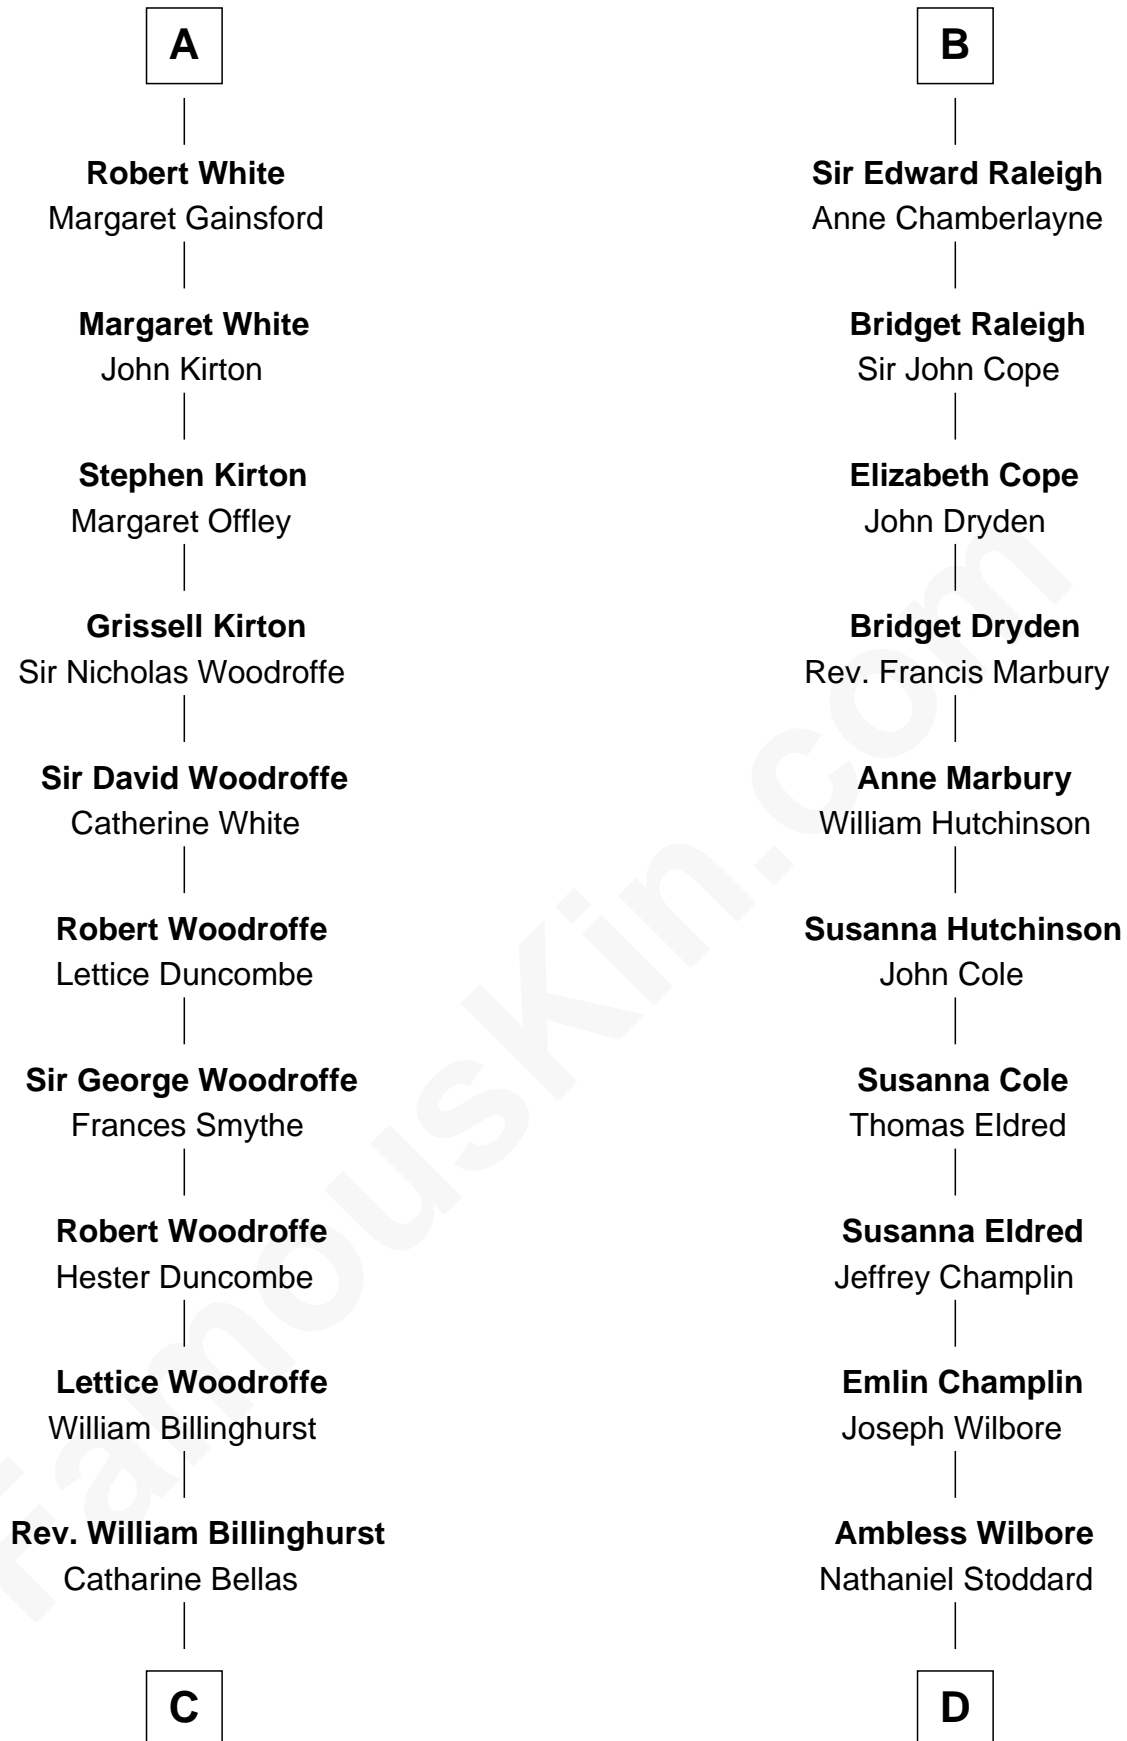 A
Robert White
Margaret Gainsford
Margaret White
John Kirton
Stephen Kirton
Margaret Offley
Grissell Kirton
Sir Nicholas Woodroffe
Sir David Woodroffe
Catherine White
Robert Woodroffe
Lettice Duncombe
Sir George Woodroffe
Frances Smythe
Robert Woodroffe
Hester Duncombe
Lettice Woodroffe
William Billinghurst
Rev. William Billinghurst
Catharine Bellas
C
B
Sir Edward Raleigh
Anne Chamberlayne
Bridget Raleigh
Sir John Cope
Elizabeth Cope
John Dryden
Bridget Dryden
Rev. Francis Marbury
Anne Marbury
William Hutchinson
Susanna Hutchinson
John Cole
Susanna Cole
Thomas Eldred
Susanna Eldred
Jeffrey Champlin
Emlin Champlin
Joseph Wilbore
Ambless Wilbore
Nathaniel Stoddard
D
FamousKin.com